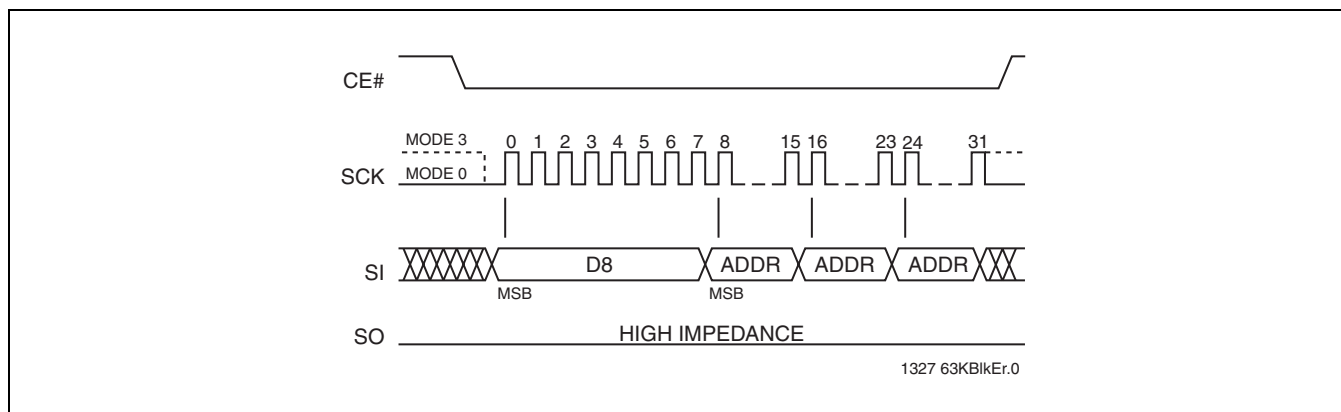 CE#
MODE 3
0 1 2 3 4 5 6 7 8 15 16 23 24 31
SCK
MODE 0
SI
D8 ADDR ADDR ADDR
MSB MSB
SO
HIGH IMPEDANCE
1327 63KBlkEr.0